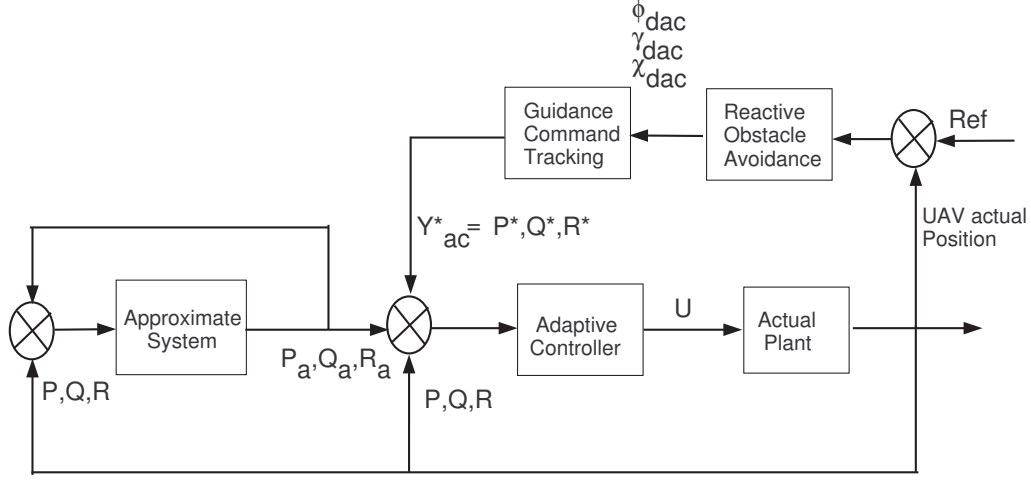 ϕdac
γdac
χdac
Guidance
Command
Tracking
Reactive
Obstacle
Avoidance
Ref
UAV actual
Position
Y*ac= P*,Q*,R*
Approximate
System
Adaptive
Controller
U
Actual
Plant
Pa,Qa,Ra
P,Q,R
P,Q,R